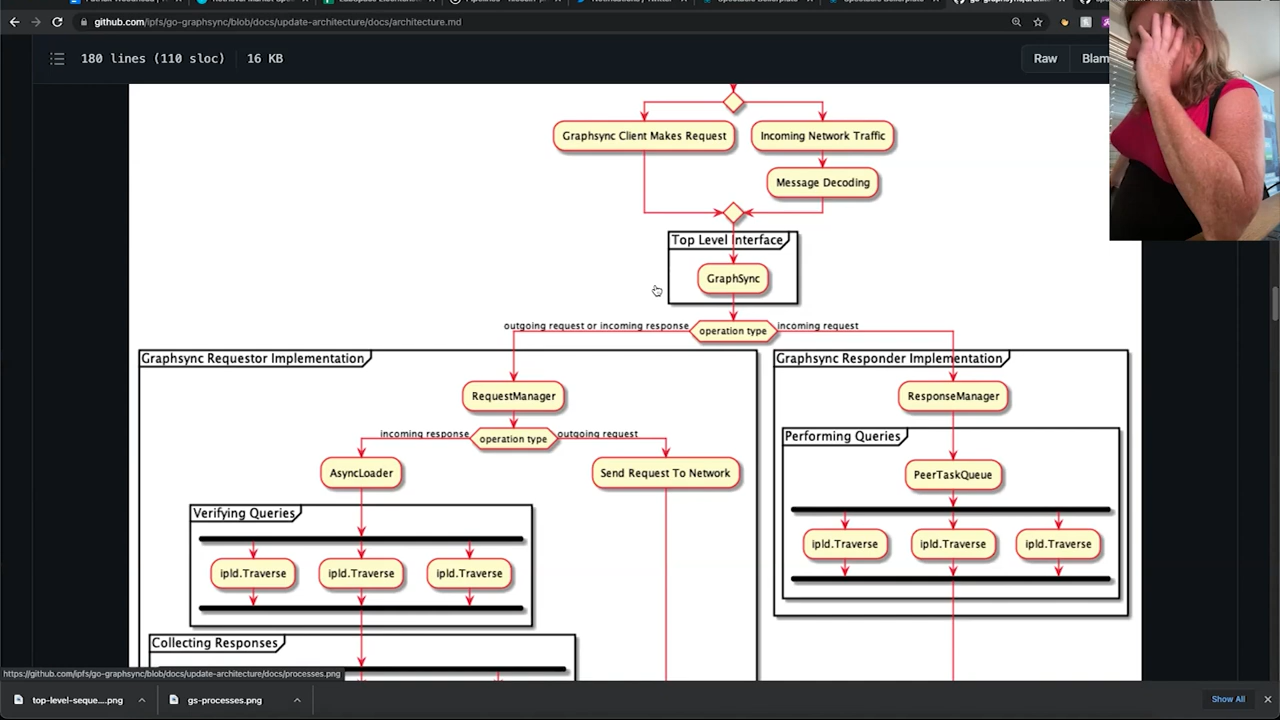 github.com/ipfs/go-graphsync/blob/docs/update-architecture/docs/architecture.md
180 lines (110 sloc)
16 KB
Raw
Blam
Graphsync Client Makes Request
Incoming Network Traffic
Message Decoding
Top Level Interface
GraphSync
outgoing request or incoming response
operation type
incoming request
Graphsync Requestor Implementation
Graphsync Responder Implementation
RequestManager
ResponseManager
incoming response
operation type
outgoing request
Performing Queries
AsyncLoader
Send Request To Network
PeerTaskQueue
Verifying Queries
ipld.Traverse
ipld.Traverse
ipld.Traverse
ipld.Traverse
ipld.Traverse
ipld.Traverse
Collecting Responses
https://github.com/ipfs/go-graphsync/blob/docs/update-architecture/docs/processes.png
top-level-seque....png
gs-processes.png
Show All